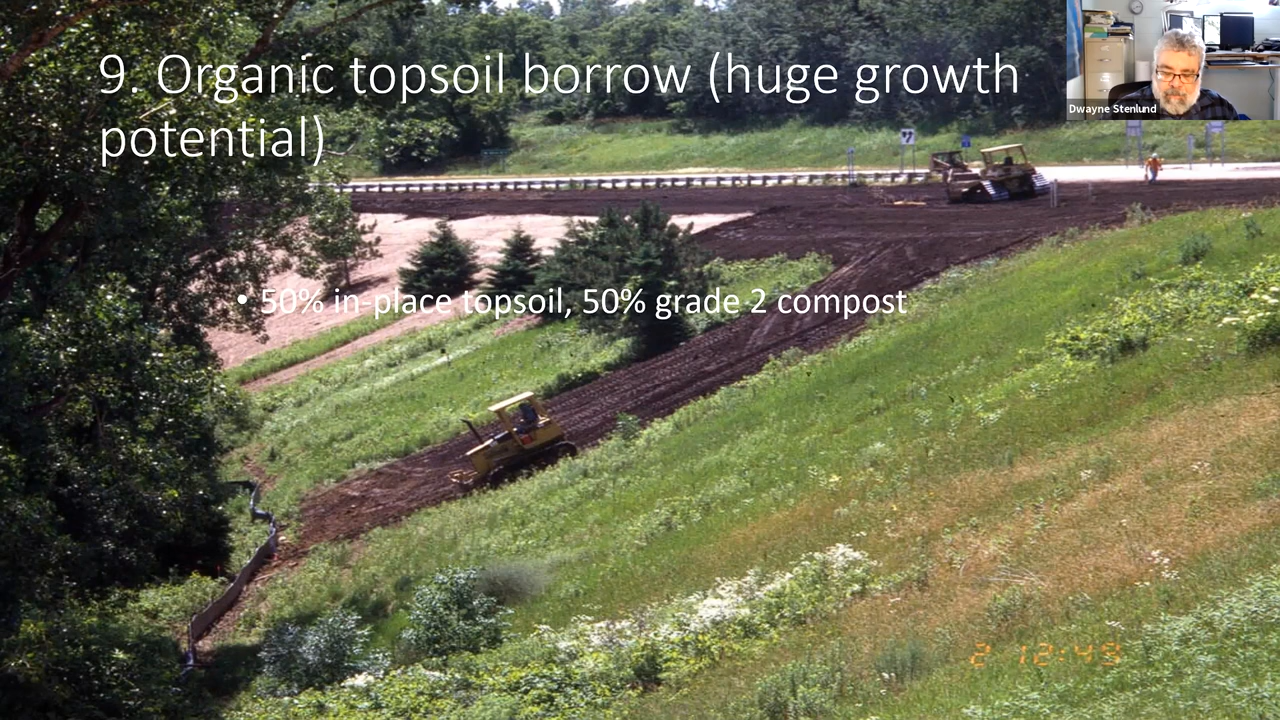 9. Organic topsoil borrow (huge growth
potential)
Dwayne Stenlund
• 50% in-place topsoil, 50% grade 2 compost
2 12:49